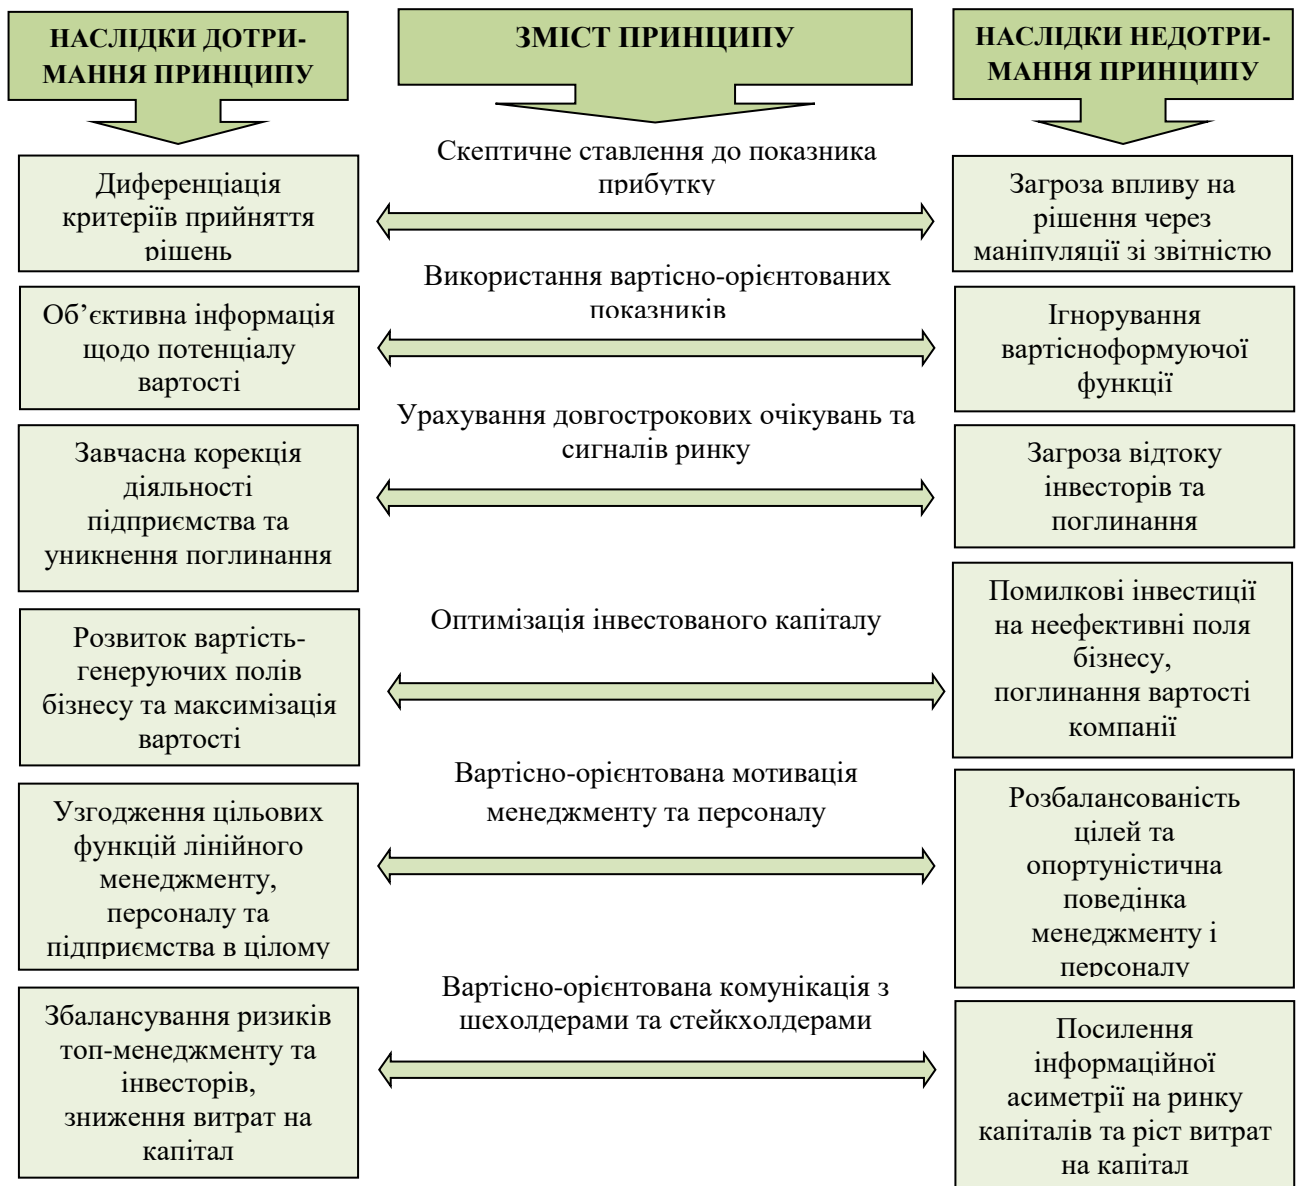 НАСЛІДКИ ДОТРИ-
МАННЯ ПРИНЦИПУ
ЗМІСТ ПРИНЦИПУ
НАСЛІДКИ НЕДОТРИ-
МАННЯ ПРИНЦИПУ
Диференціація
критеріїв прийняття
рішень
Скептичне ставлення до показника
прибутку
Загроза впливу на
рішення через
маніпуляції зі звітністю
Об’єктивна інформація
щодо потенціалу
вартості
Використання вартісно-орієнтованих
показників
Ігнорування
вартісноформуючої
функції
Завчасна корекція
діяльності
підприємства та
уникнення поглинання
Урахування довгострокових очікувань та
сигналів ринку
Загроза відтоку
інвесторів та
поглинання
Розвиток вартість-
генеруючих полів
бізнесу та максимізація
вартості
Оптимізація інвестованого капіталу
Помилкові інвестиції
на неефективні поля
бізнесу,
поглинання вартості
компанії
Узгодження цільових
функцій лінійного
менеджменту,
персоналу та
підприємства в цілому
Вартісно-орієнтована мотивація
менеджменту та персоналу
Розбалансованість
цілей та
опортуністична
поведінка
менеджменту і
персоналу
Збалансування ризиків
топ-менеджменту та
інвесторів,
зниження витрат на
капітал
Вартісно-орієнтована комунікація з
шехолдерами та стейкхолдерами
Посилення
інформаційної
асиметрії на ринку
капіталів та ріст витрат
на капітал